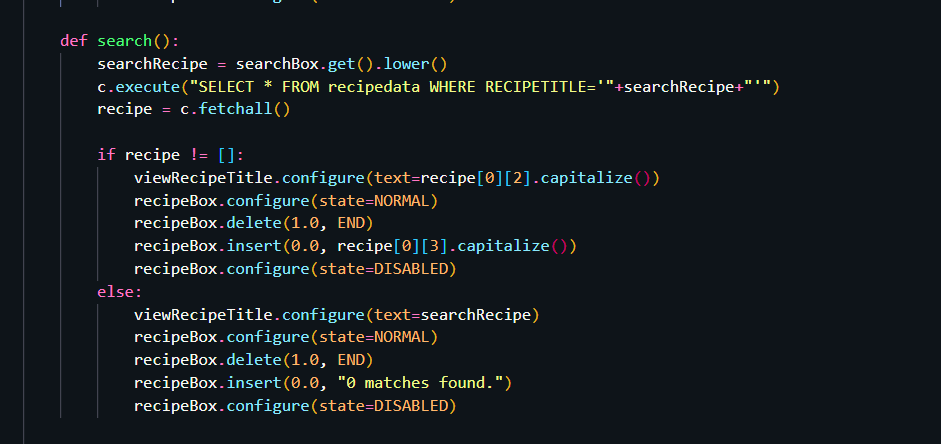 def search():
    searchRecipe = searchBox.get().lower()
    c.execute("SELECT * FROM recipedata WHERE RECIPETITLE='"+searchRecipe+"'")
    recipe = c.fetchall()

    if recipe != []:
        viewRecipeTitle.configure(text=recipe[0][2].capitalize())
        recipeBox.configure(state=NORMAL)
        recipeBox.delete(1.0, END)
        recipeBox.insert(0.0, recipe[0][3].capitalize())
        recipeBox.configure(state=DISABLED)
    else:
        viewRecipeTitle.configure(text=searchRecipe)
        recipeBox.configure(state=NORMAL)
        recipeBox.delete(1.0, END)
        recipeBox.insert(0.0, "0 matches found.")
        recipeBox.configure(state=DISABLED)